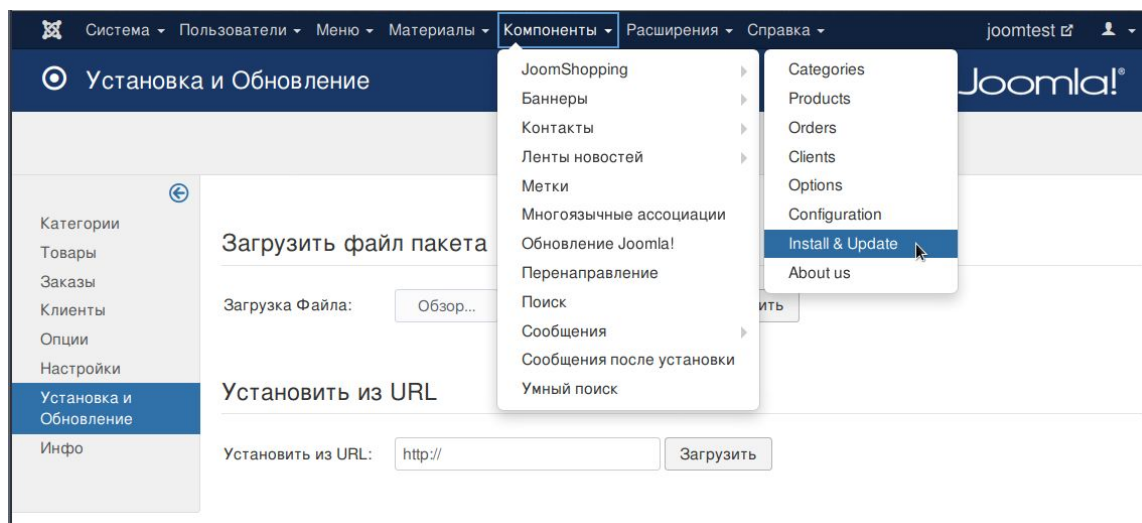 Система Пользователи Меню Материалы Компоненты Расширения Справка joomtest
Установка и Обновление
Joomla!®
JoomShopping
Баннеры
Контакты
Ленты новостей
Метки
Многоязычные ассоциации
Обновление Joomla!
Перенаправление
Поиск
Сообщения
Сообщения после установки
Умный поиск
Categories
Products
Orders
Clients
Options
Configuration
Install & Update
About us
Категории
Товары
Заказы
Клиенты
Опции
Настройки
Установка и
Обновление
Инфо
Загрузить файл пакета
Загрузка Файла: Обзор...
Установить из URL
Установить из URL: http:// Загрузить